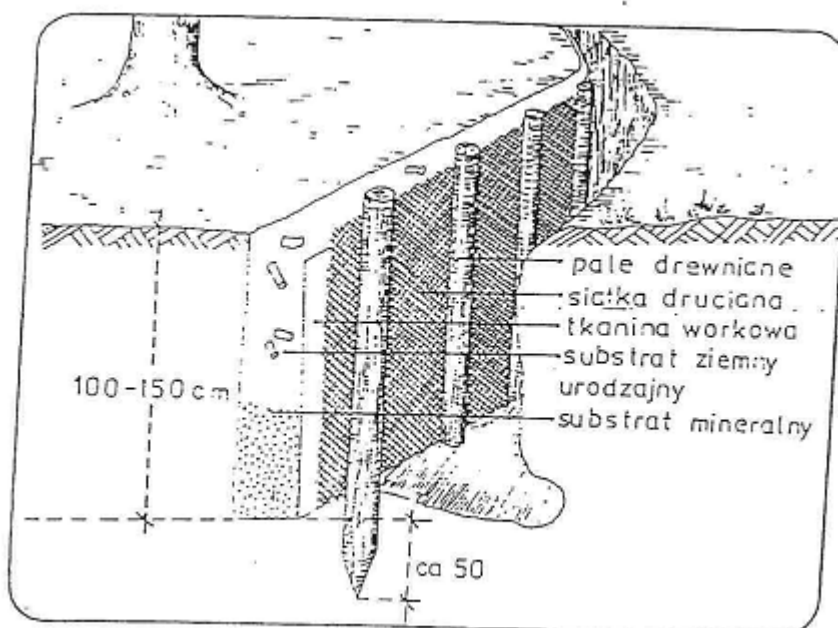 pale drewniane
siatka druciana
tkanina workowa
substrat ziemny
urodzajny
substrat mineralny
100-150 cm
ca 50